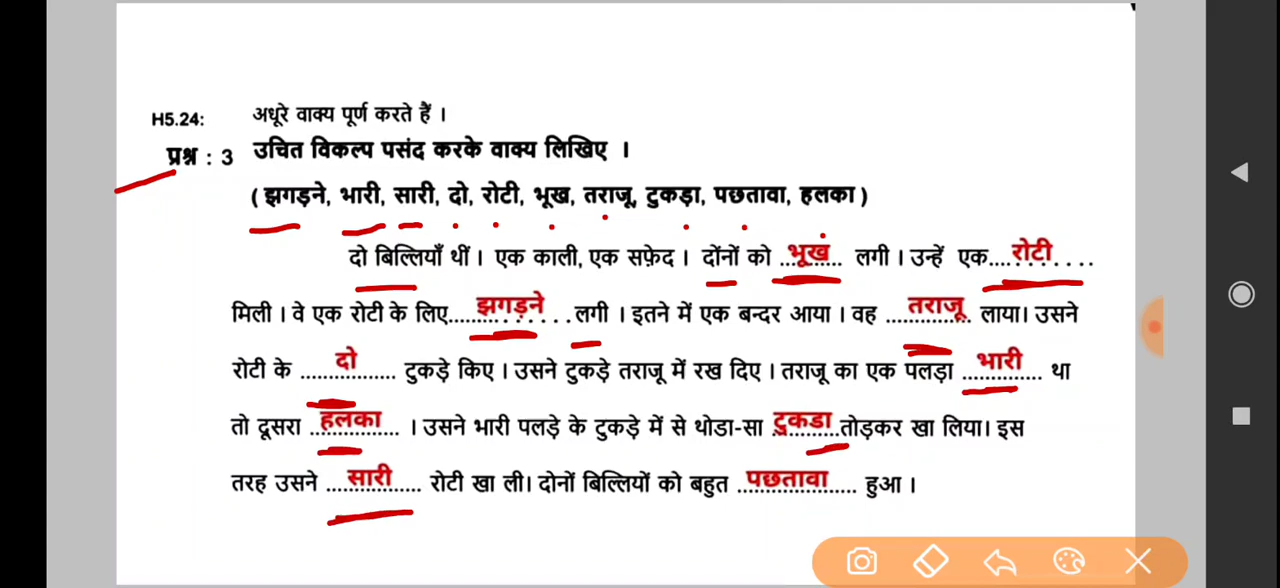 H5.24: अधूरे वाक्य पूर्ण करते हैं ।
प्रश्न : 3 उचित विकल्प पसंद करके वाक्य लिखिए ।
( झगड़ने, भारी, सारी, दो, रोटी, भूख, तराजू, टुकड़ा, पछतावा, हलका )
दो बिल्लियाँ थीं । एक काली, एक सफ़ेद । दोंनों को ...भूख... लगी । उन्हें एक....रोटी....
मिली । वे एक रोटी के लिए.....झगड़ने.....लगी । इतने में एक बन्दर आया । वह ...तराजू... लाया। उसने
रोटी के ...दो... टुकड़े किए । उसने टुकड़े तराजू में रख दिए । तराजू का एक पलड़ा ...भारी... था
तो दूसरा ...हलका... । उसने भारी पलड़े के टुकड़े में से थोडा-सा ...टुकडा...तोड़कर खा लिया। इस
तरह उसने ...सारी... रोटी खा ली। दोनों बिल्लियों को बहुत ...पछतावा... हुआ ।